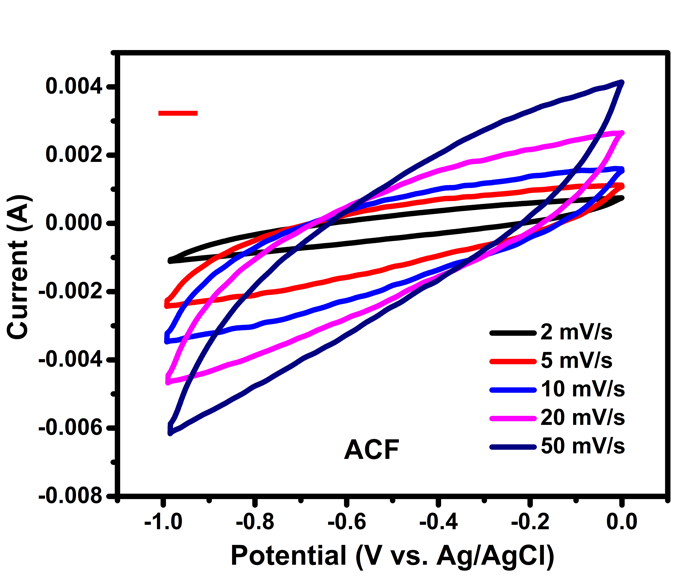 0.004
0.002
0.000
-0.002
-0.004
-0.006
-0.008
Current (A)
2 mV/s
5 mV/s
10 mV/s
20 mV/s
50 mV/s
ACF
-1.0 -0.8 -0.6 -0.4 -0.2 0.0
Potential (V vs. Ag/AgCl)